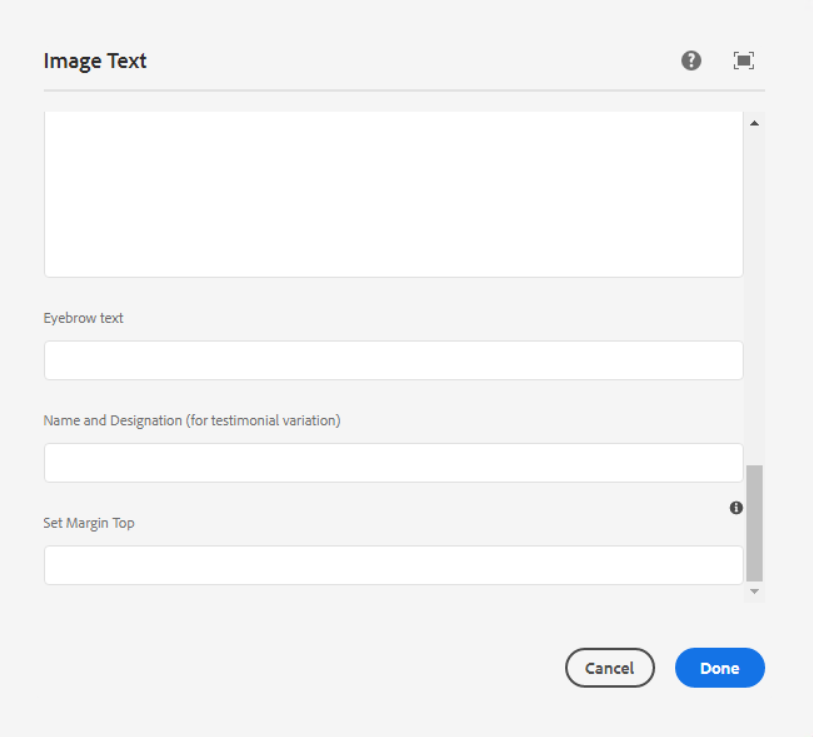 Image Text
Eyebrow text
Name and Designation (for testimonial variation)
Set Margin Top
Cancel
Done